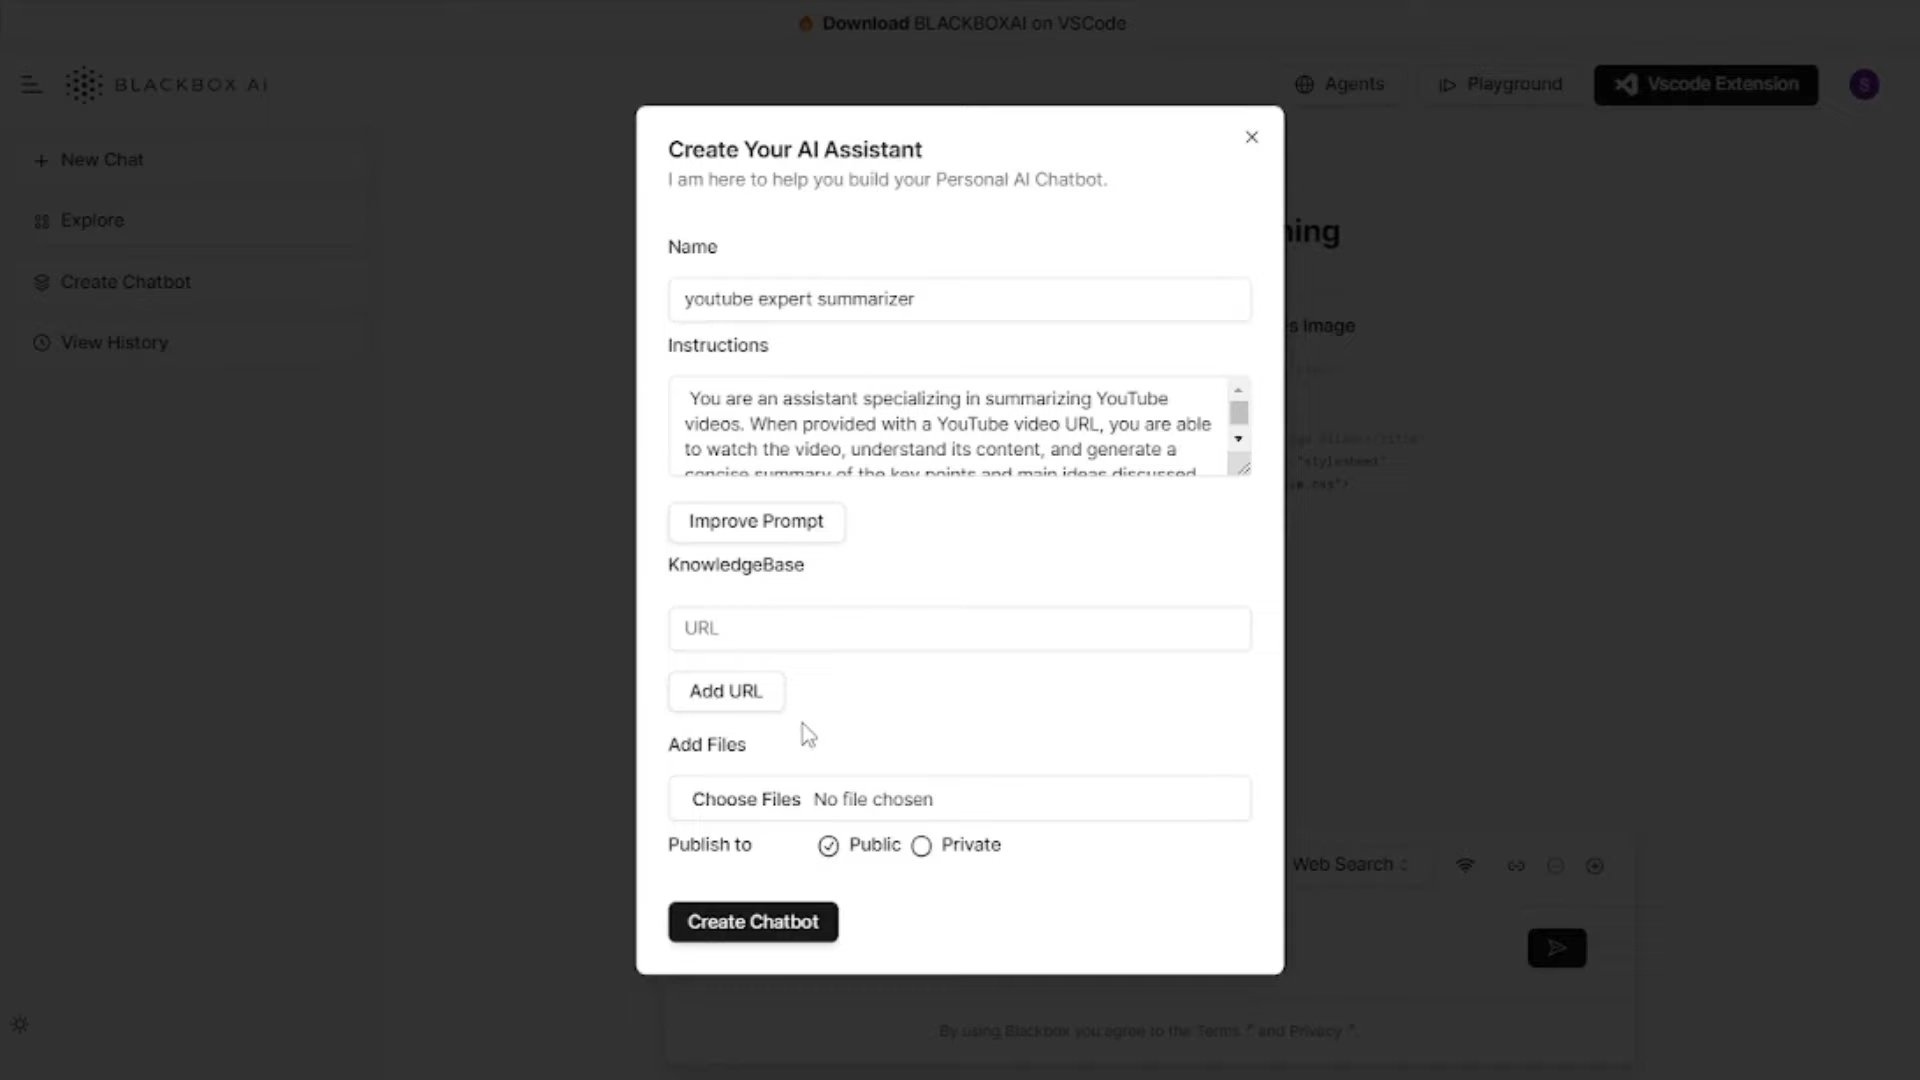 Download BLACKBOXAI on VSCode
BLACKBOX AI
Agents
Playground
Vscode Extension
S
New Chat
Explore
Create Chatbot
View History
Create Your AI Assistant
I am here to help you build your Personal AI Chatbot.
Name
youtube expert summarizer
Instructions
You are an assistant specializing in summarizing YouTube
videos. When provided with a YouTube video URL, you are able
to watch the video, understand its content, and generate a
concise summary of the key points and main ideas discussed
Improve Prompt
KnowledgeBase
URL
Add URL
Add Files
Choose Files No file chosen
Publish to Public Private
Create Chatbot
ning
s Image
"stylesheet"
Web Search
By using Blackbox you agree to the Terms and Privacy